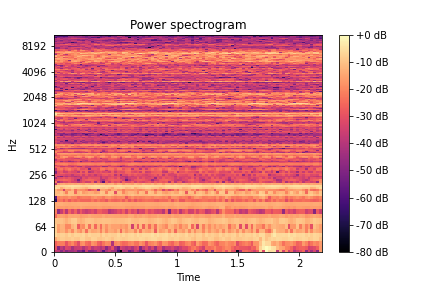 Power spectrogram
8192
4096
2048
1024
512
256
128
64
0
Hz
0 0.5 1 1.5 2
Time
+0 dB
-10 dB
-20 dB
-30 dB
-40 dB
-50 dB
-60 dB
-70 dB
-80 dB